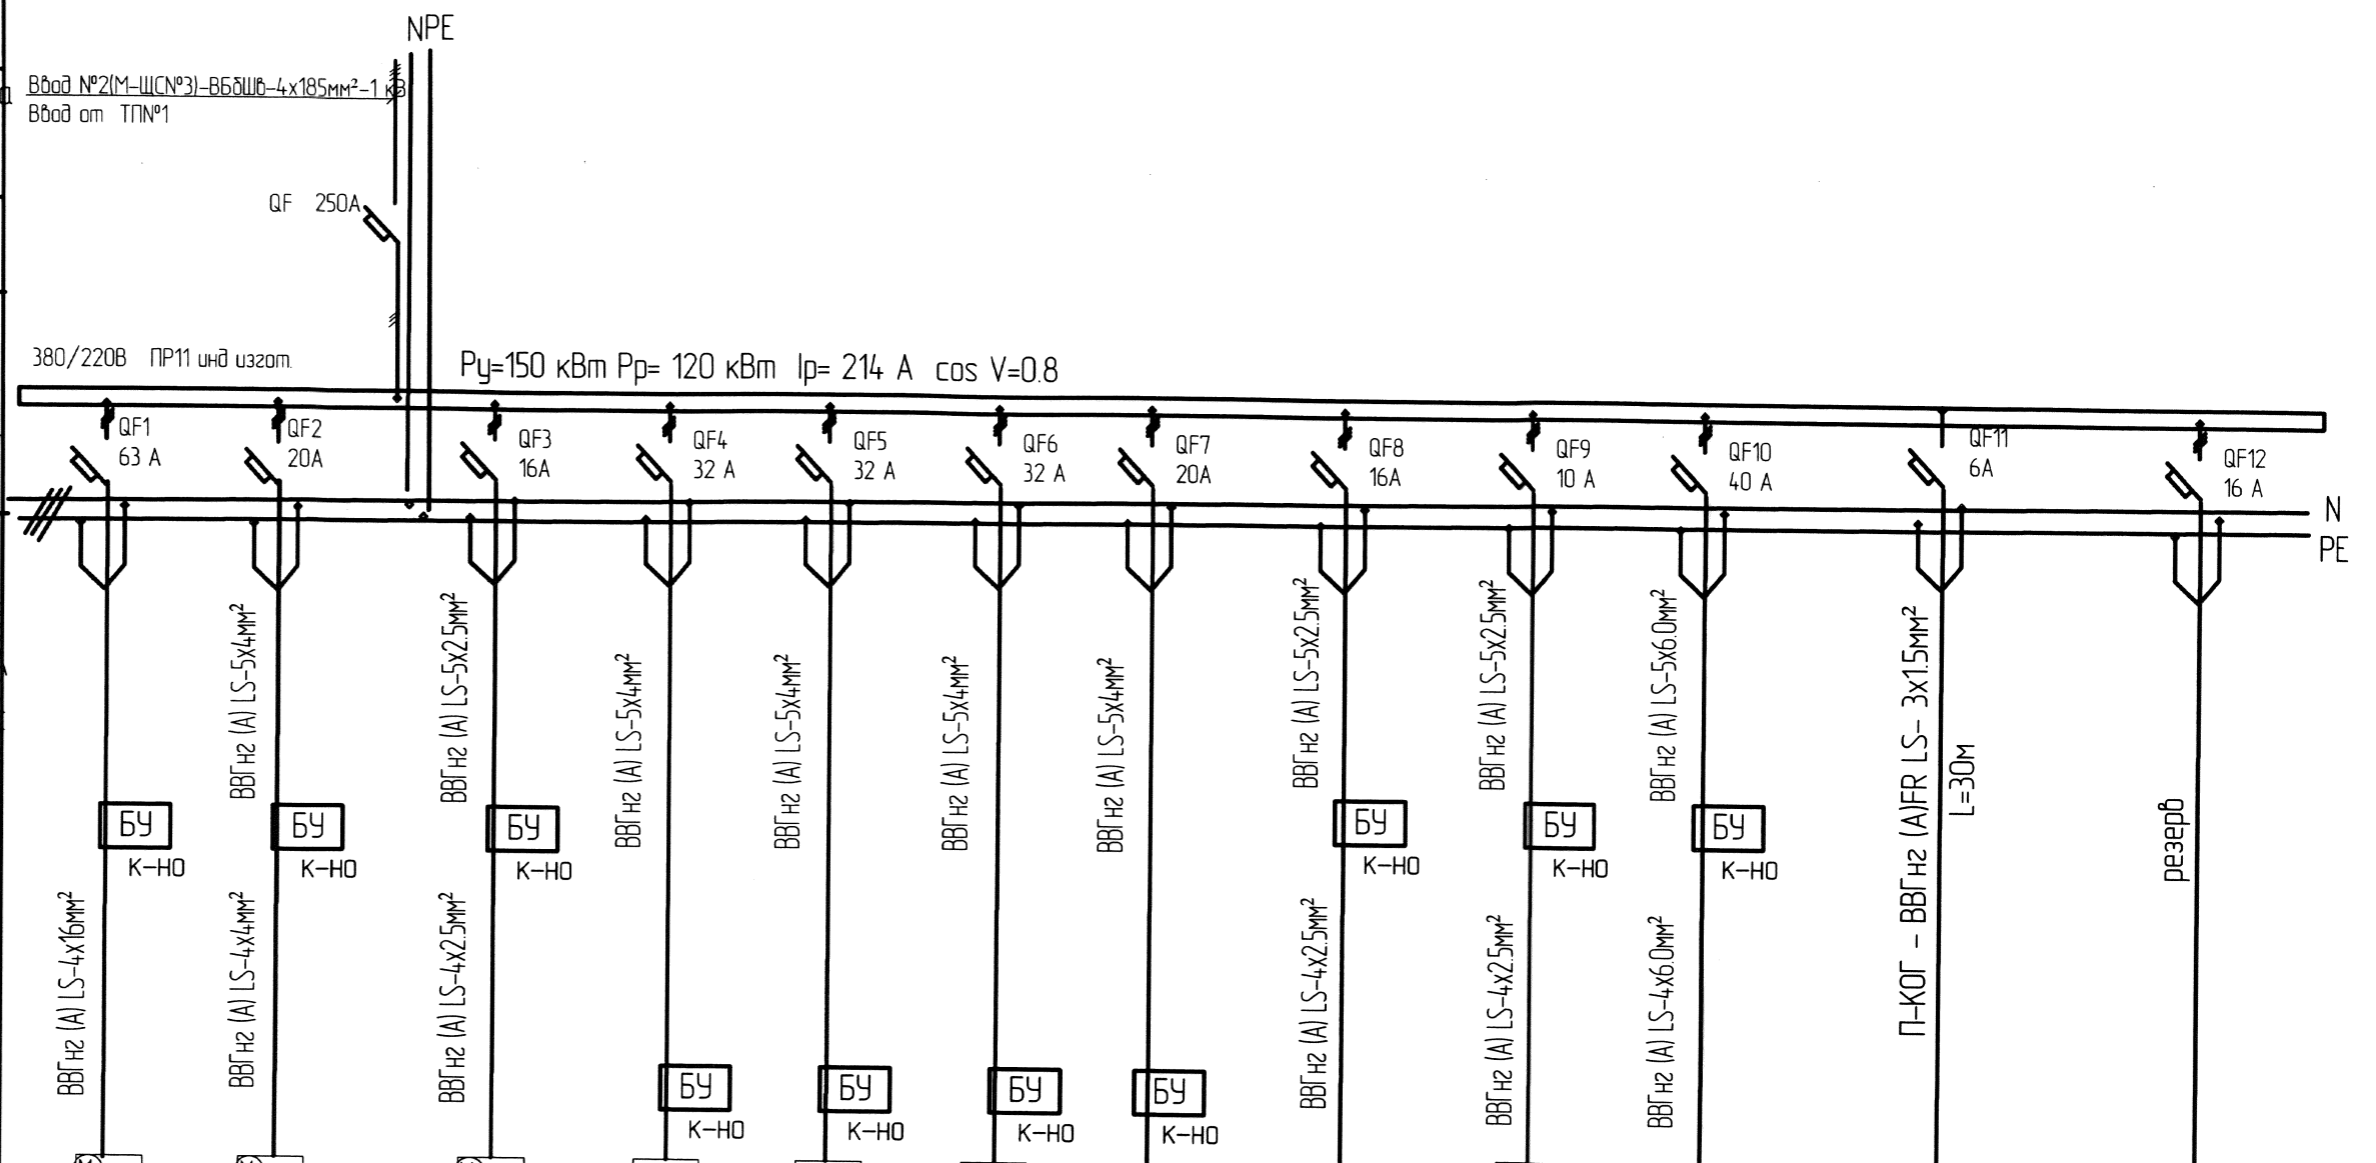 NPE
Ввод №2(М-ЩС№3)-ВБбШв-4х185мм²-1 кВ
Ввод от ТП№1
QF 250А
380/220В ПР11 инд изгот.
Ру=150 кВт Рр= 120 кВт Iр= 214 А cos V=0.8
QF1
63 А
QF2
20А
QF3
16А
QF4
32 А
QF5
32 А
QF6
32 А
QF7
20А
QF8
16А
QF9
10 А
QF10
40 А
QF11
6А
QF12
16 А
N
PE
ВВГнг (А) LS-5х4мм²
ВВГнг (А) LS-5х2.5мм²
ВВГнг (А) LS-5х4мм²
ВВГнг (А) LS-5х4мм²
ВВГнг (А) LS-5х4мм²
ВВГнг (А) LS-5х4мм²
ВВГнг (А) LS-5х2.5мм²
ВВГнг (А) LS-5х2.5мм²
ВВГнг (А) LS-5х6.0мм²
П-КОГ - ВВГнг (А)FR LS- 3х1.5мм²
L=30м
резерв
БУ
К-НО
БУ
К-НО
БУ
К-НО
БУ
К-НО
БУ
К-НО
БУ
К-НО
ВВГнг (А) LS-4х16мм²
ВВГнг (А) LS-4х4мм²
ВВГнг (А) LS-4х2.5мм²
ВВГнг (А) LS-4х2.5мм²
ВВГнг (А) LS-4х2.5мм²
ВВГнг (А) LS-4х6.0мм²
БУ
К-НО
БУ
К-НО
БУ
К-НО
БУ
К-НО